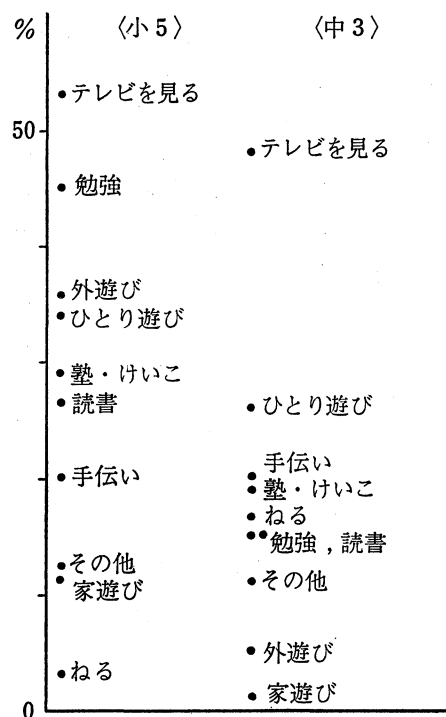 % 〈小5〉 〈中3〉
テレビを見る
50
テレビを見る
勉強
外遊び
ひとり遊び
塾・けいこ
読書
ひとり遊び
手伝い
手伝い
塾・けいこ
ねる
勉強,読書
その他
家遊び
その他
外遊び
ねる
家遊び
0